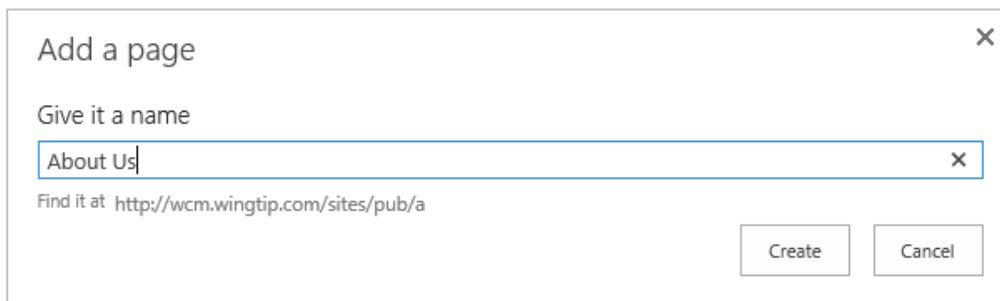 Add a page
Give it a name
About Us
Find it at http://wcm.wingtip.com/sites/pub/a
Create Cancel